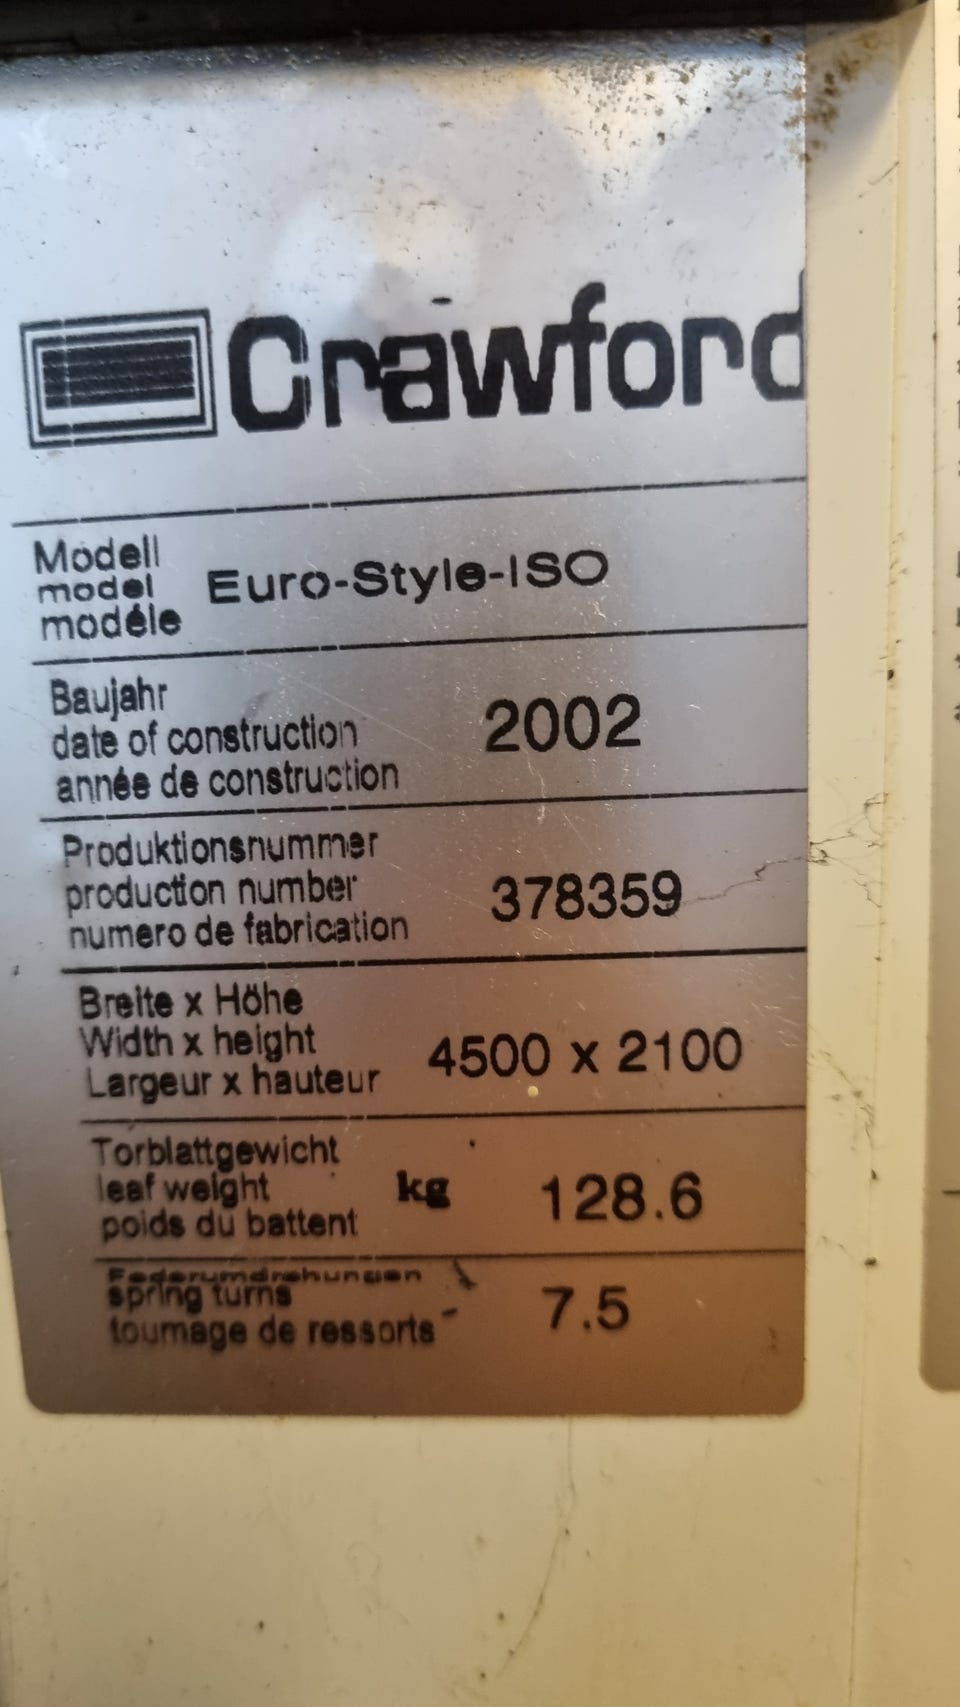 Crawford
Modell
model
modéle
Euro-Style-ISO
Baujahr
date of construction
année de construction
2002
Produktionsnummer
production number
numero de fabrication
378359
Breite x Höhe
Width x height
Largeur x hauteur
4500 x 2100
Torblattgewicht
leaf weight
poids du battent
kg 128.6
Federumdrehungen
spring turns
tournage de ressorts
7.5